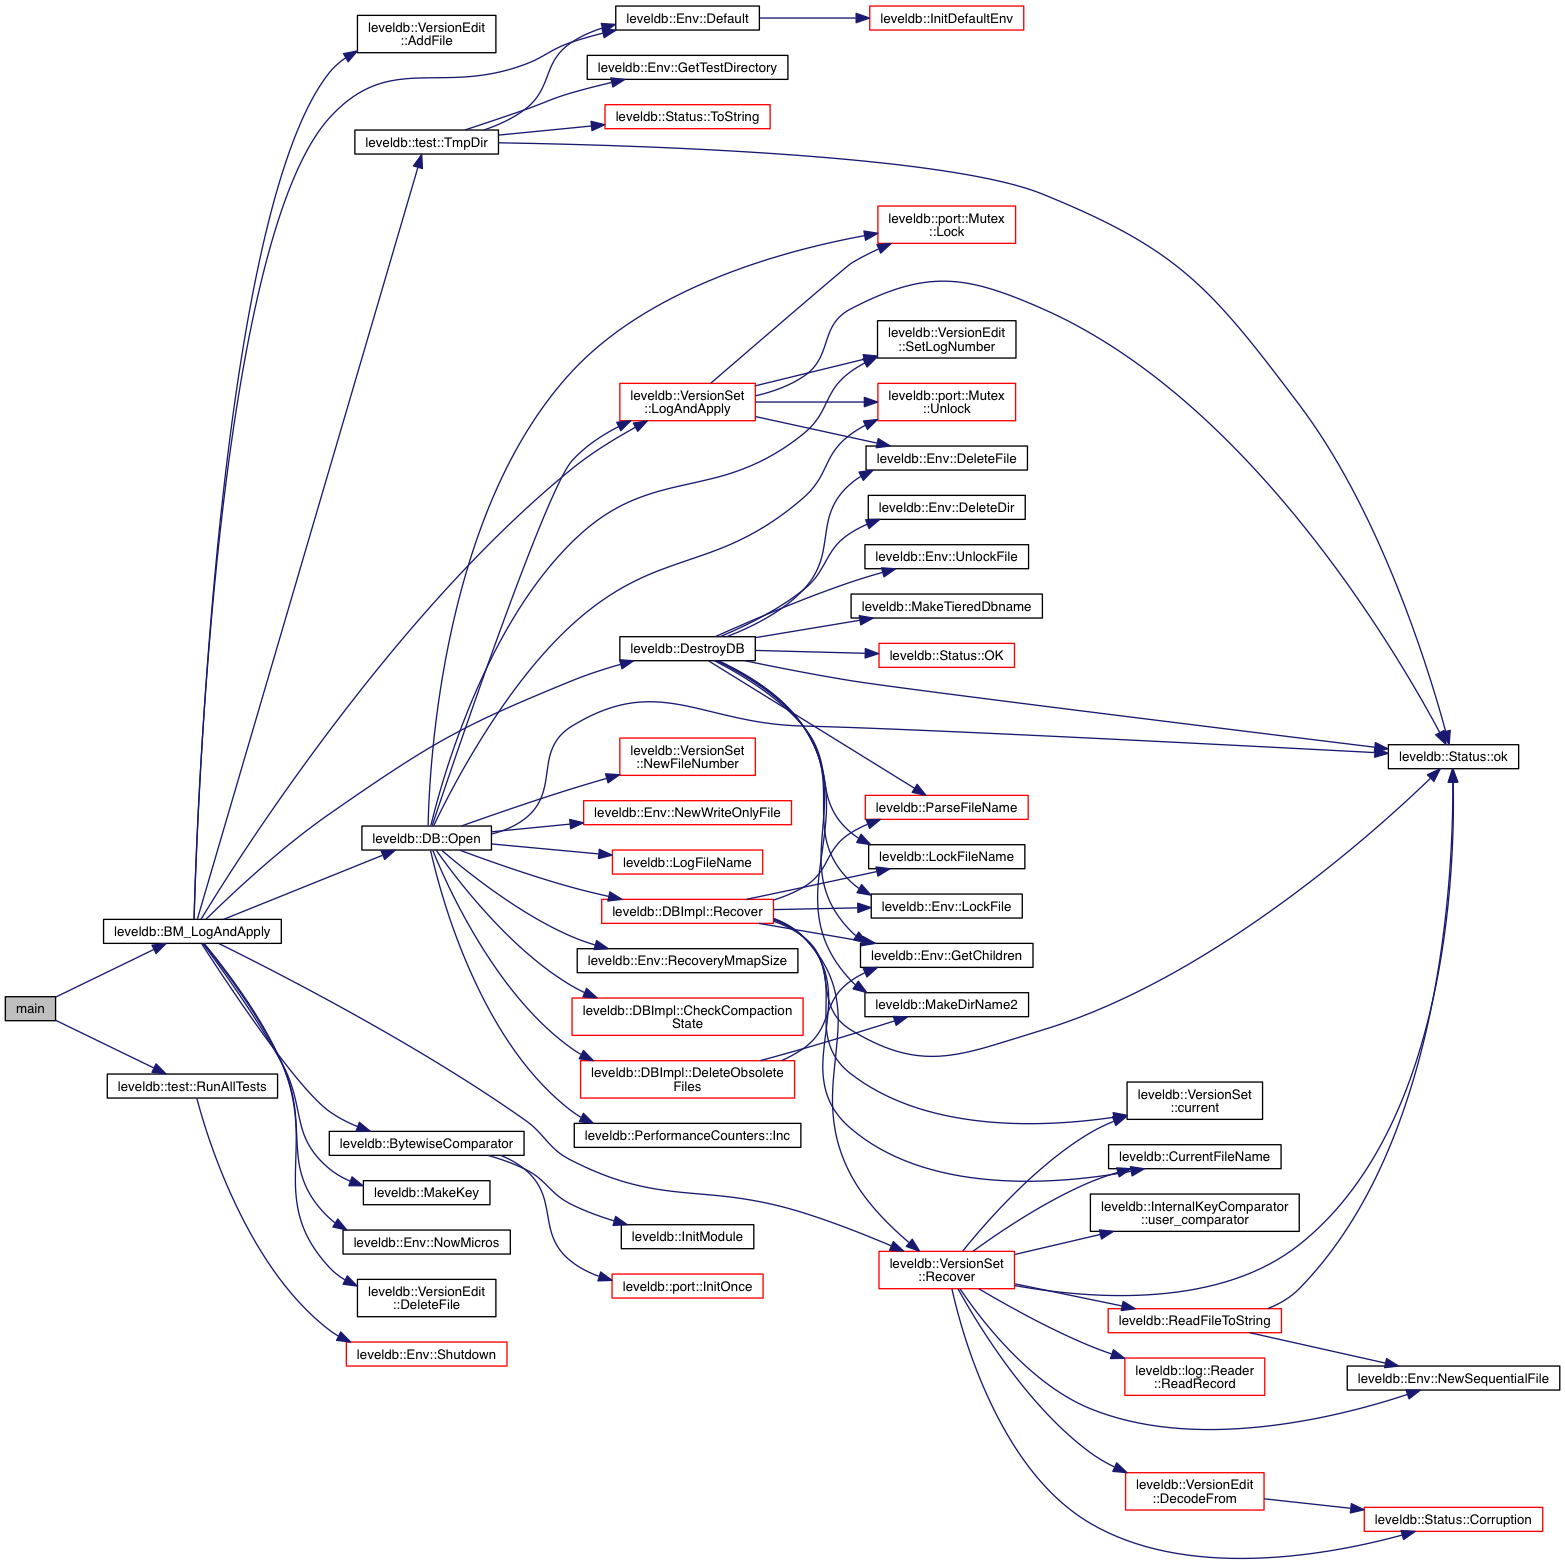 main
leveldb::BM_LogAndApply
leveldb::test::RunAllTests
leveldb::VersionEdit
::AddFile
leveldb::test::TmpDir
leveldb::DB::Open
leveldb::BytewiseComparator
leveldb::MakeKey
leveldb::Env::NowMicros
leveldb::VersionEdit
::DeleteFile
leveldb::Env::Shutdown
leveldb::Env::Default
leveldb::Env::GetTestDirectory
leveldb::Status::ToString
leveldb::VersionSet
::LogAndApply
leveldb::DestroyDB
leveldb::VersionSet
::NewFileNumber
leveldb::Env::NewWriteOnlyFile
leveldb::LogFileName
leveldb::DBImpl::Recover
leveldb::Env::RecoveryMmapSize
leveldb::DBImpl::CheckCompaction
State
leveldb::DBImpl::DeleteObsolete
Files
leveldb::PerformanceCounters::Inc
leveldb::InitModule
leveldb::port::InitOnce
leveldb::InitDefaultEnv
leveldb::port::Mutex
::Lock
leveldb::VersionEdit
::SetLogNumber
leveldb::port::Mutex
::Unlock
leveldb::Env::DeleteFile
leveldb::Env::DeleteDir
leveldb::Env::UnlockFile
leveldb::MakeTieredDbname
leveldb::Status::OK
leveldb::ParseFileName
leveldb::LockFileName
leveldb::Env::LockFile
leveldb::Env::GetChildren
leveldb::MakeDirName2
leveldb::VersionSet
::Recover
leveldb::VersionSet
::current
leveldb::CurrentFileName
leveldb::InternalKeyComparator
::user_comparator
leveldb::ReadFileToString
leveldb::log::Reader
::ReadRecord
leveldb::VersionEdit
::DecodeFrom
leveldb::Status::ok
leveldb::Env::NewSequentialFile
leveldb::Status::Corruption